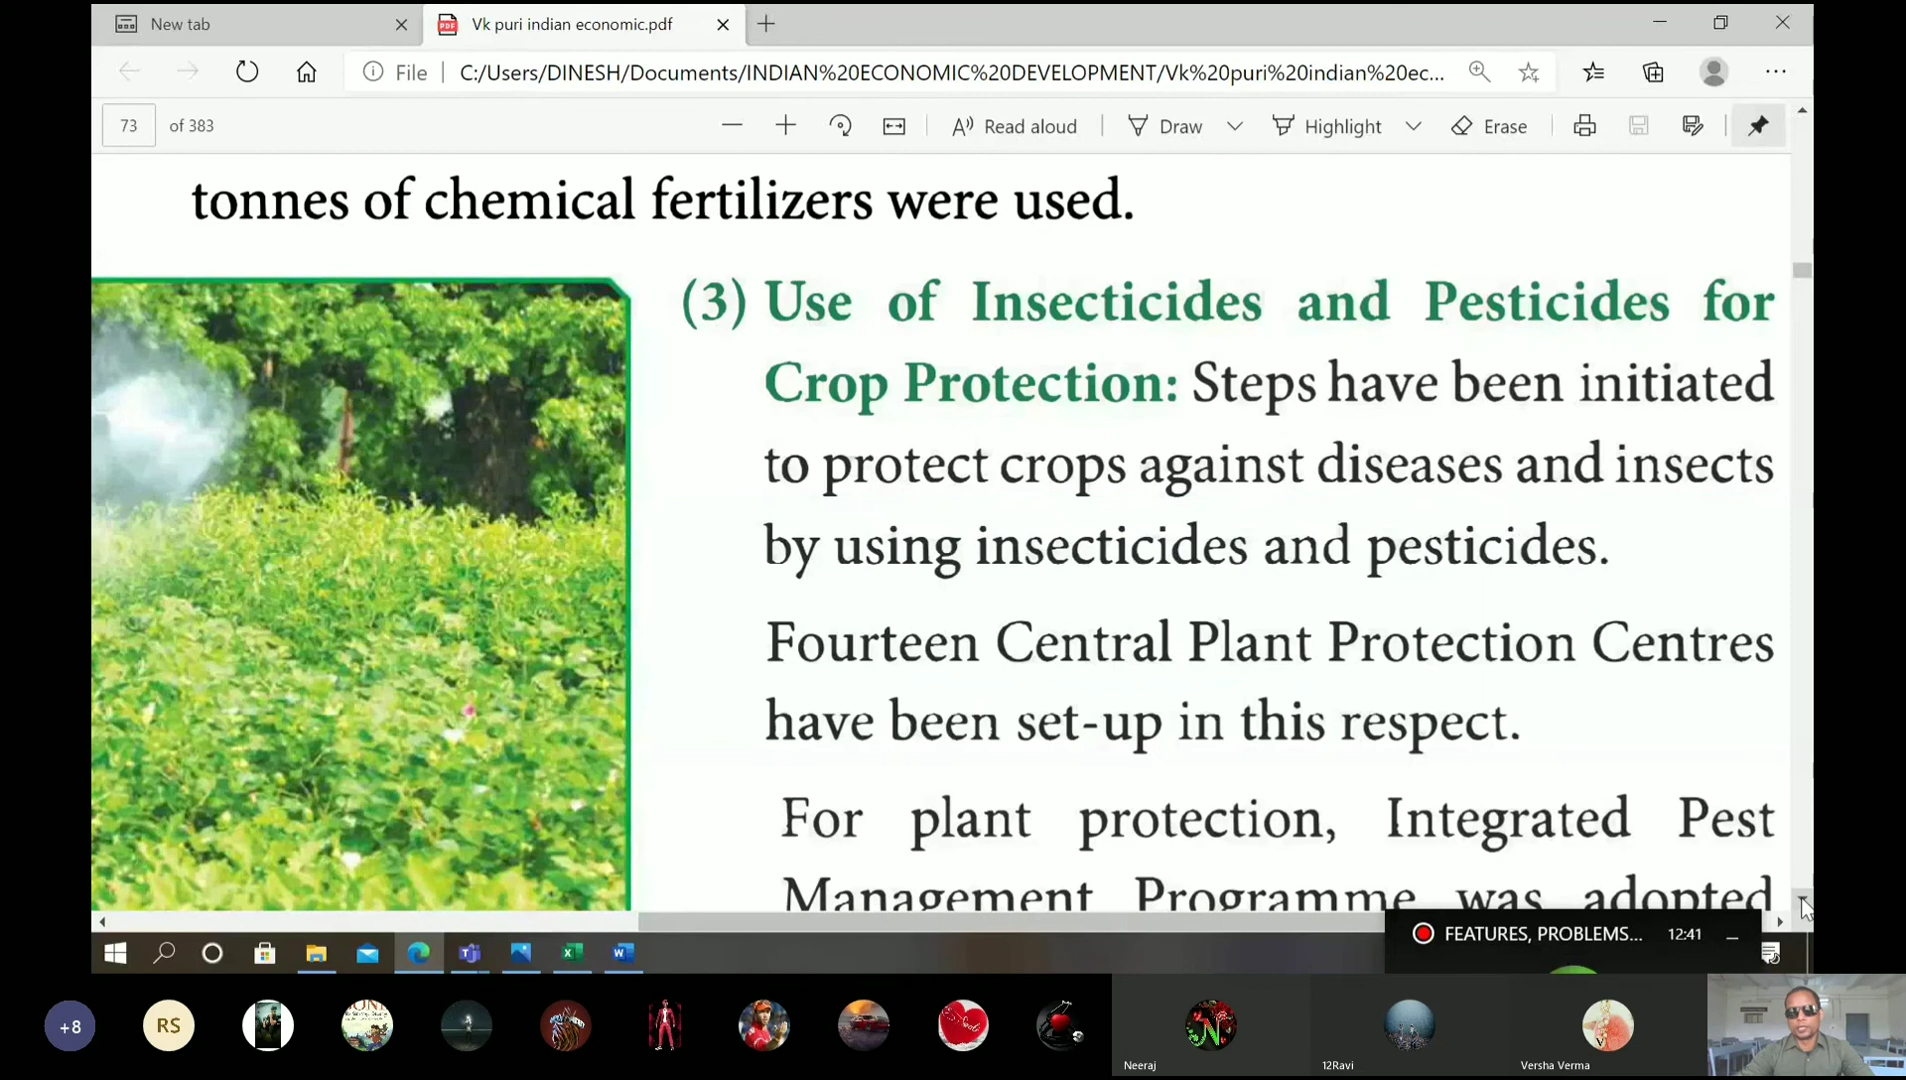 New tab
Vk puri indian economic.pdf
File
C:/Users/DINESH/Documents/INDIAN%20ECONOMIC%20DEVELOPMENT/Vk%20puri%20indian%20ec...
73 of 383
Read aloud
Draw
Highlight
Erase
tonnes of chemical fertilizers were used.
(3) Use of Insecticides and Pesticides for
Crop Protection: Steps have been initiated
to protect crops against diseases and insects
by using insecticides and pesticides.
Fourteen Central Plant Protection Centres
have been set-up in this respect.
For plant protection, Integrated Pest
Management Programme was adopted
FEATURES, PROBLEMS... 12:41
+8
RS
Neeraj
12Ravi
Versha Verma